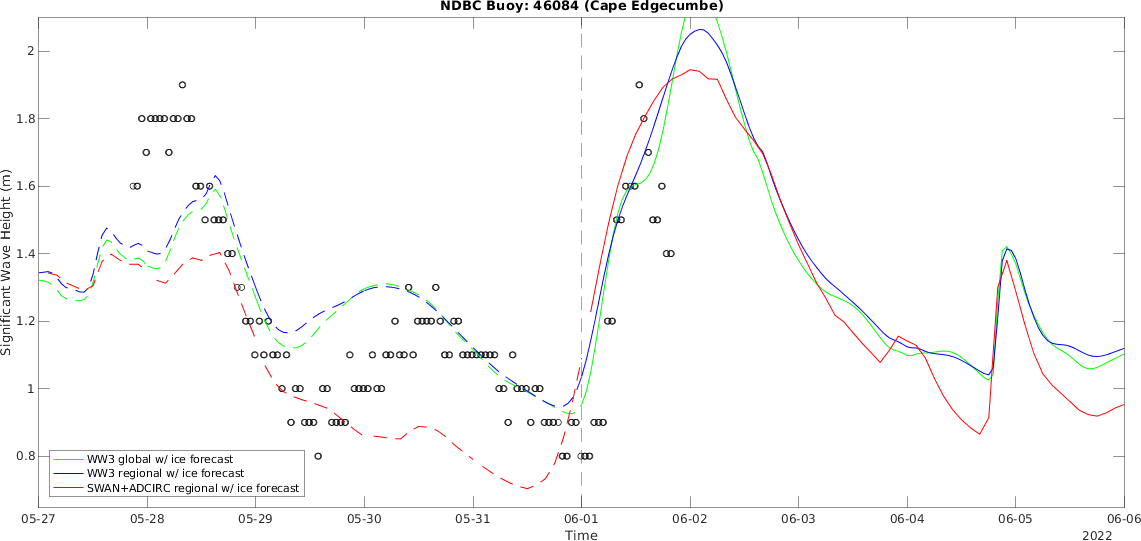 NDBC Buoy: 46084 (Cape Edgecumbe)
2
1.8
1.6
1.4
1.2
1
0.8
Significant Wave Height (m)
WW3 global w/ ice forecast
WW3 regional w/ ice forecast
SWAN+ADCIRC regional w/ ice forecast
05-27 05-28 05-29 05-30 05-31 06-01 06-02 06-03 06-04 06-05 06-06
Time 2022